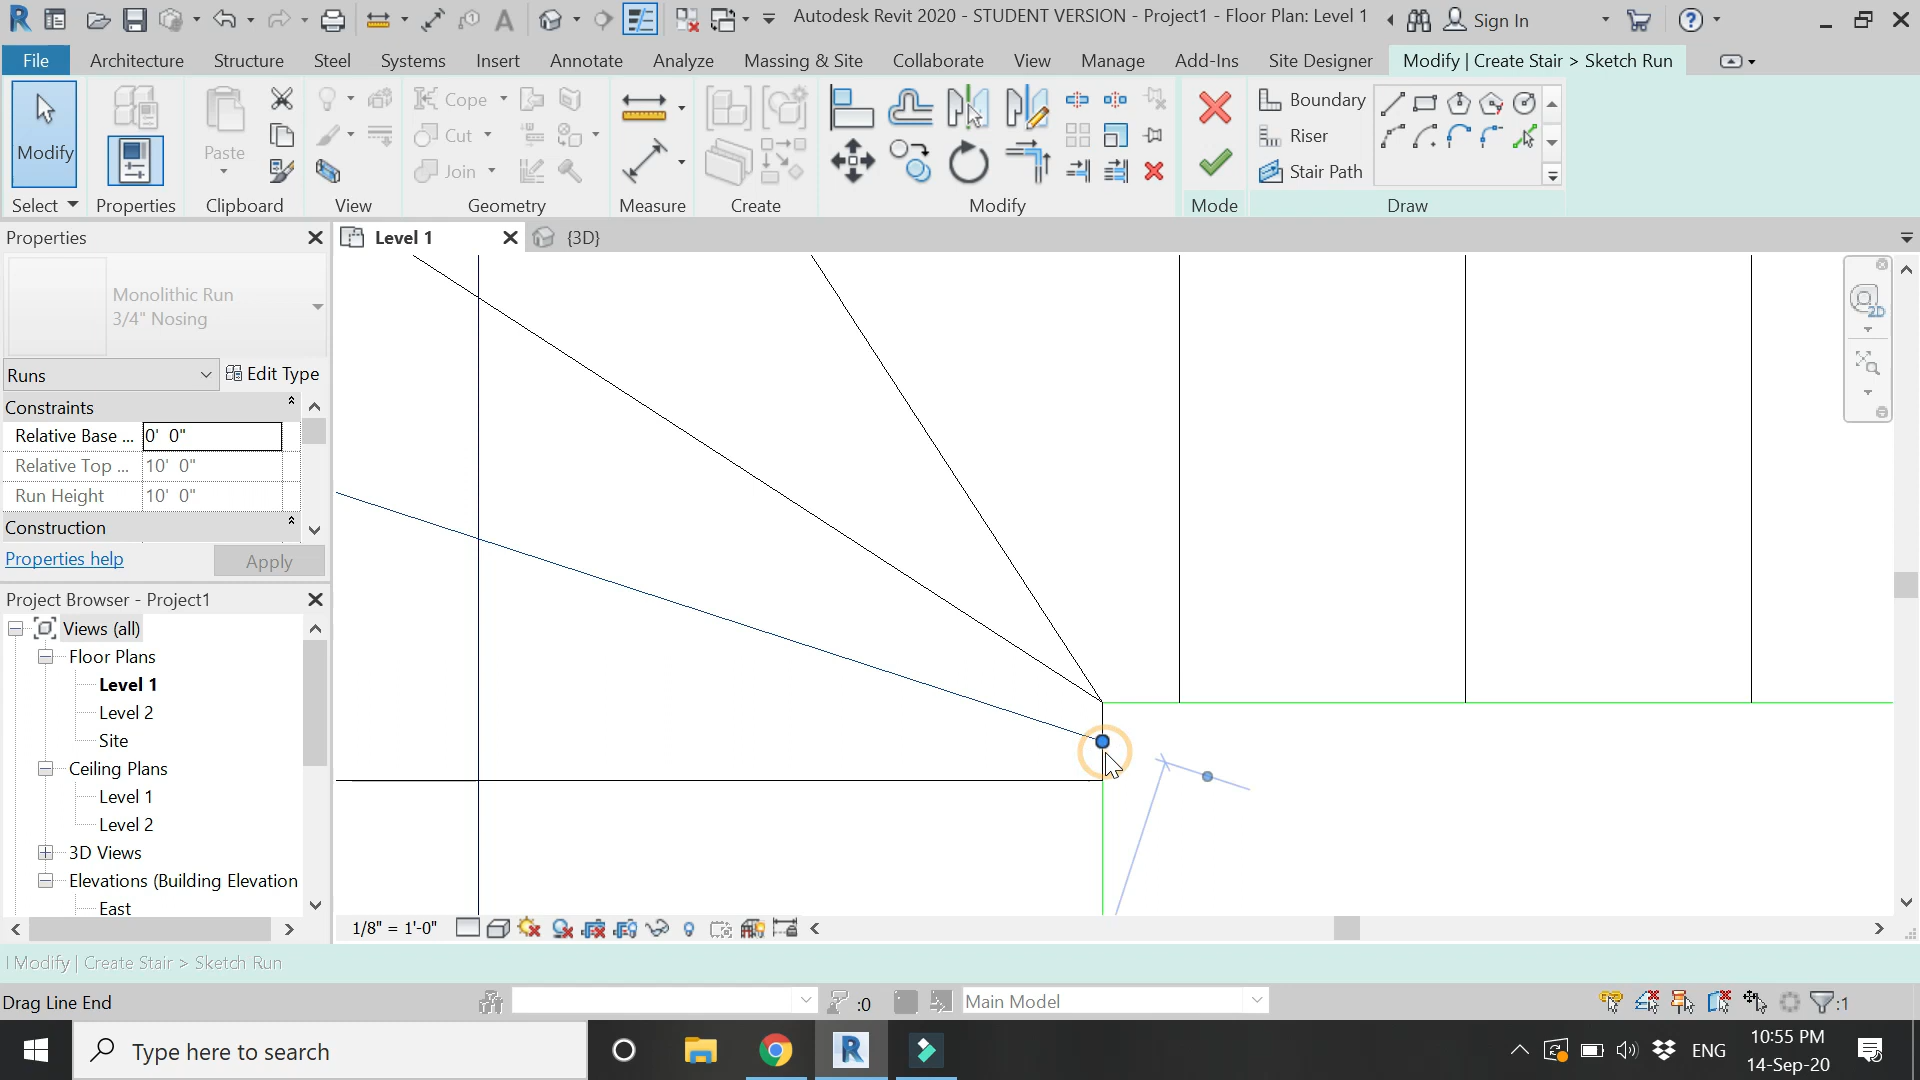 Autodesk Revit 2020 - STUDENT VERSION - Project1 - Floor Plan: Level 1
Sign In
File
Architecture
Structure
Steel
Systems
Insert
Annotate
Analyze
Massing & Site
Collaborate
View
Manage
Add-Ins
Site Designer
Modify | Create Stair > Sketch Run
Modify
Paste
Cope
Cut
Join
Boundary
Riser
Stair Path
Select
Properties
Clipboard
View
Geometry
Measure
Create
Modify
Mode
Draw
Properties
Level 1
{3D}
Monolithic Run
3/4" Nosing
2D
Runs
Edit Type
Constraints
Relative Base ...
0' 0"
Relative Top ...
10' 0"
Run Height
10' 0"
Construction
Properties help
Apply
Project Browser - Project1
Views (all)
Floor Plans
Level 1
Level 2
Site
Ceiling Plans
Level 1
Level 2
3D Views
Elevations (Building Elevation
East
1/8" = 1'-0"
Modify | Create Stair > Sketch Run
Drag Line End
:0
Main Model
:1
Type here to search
ENG
10:55 PM
14-Sep-20